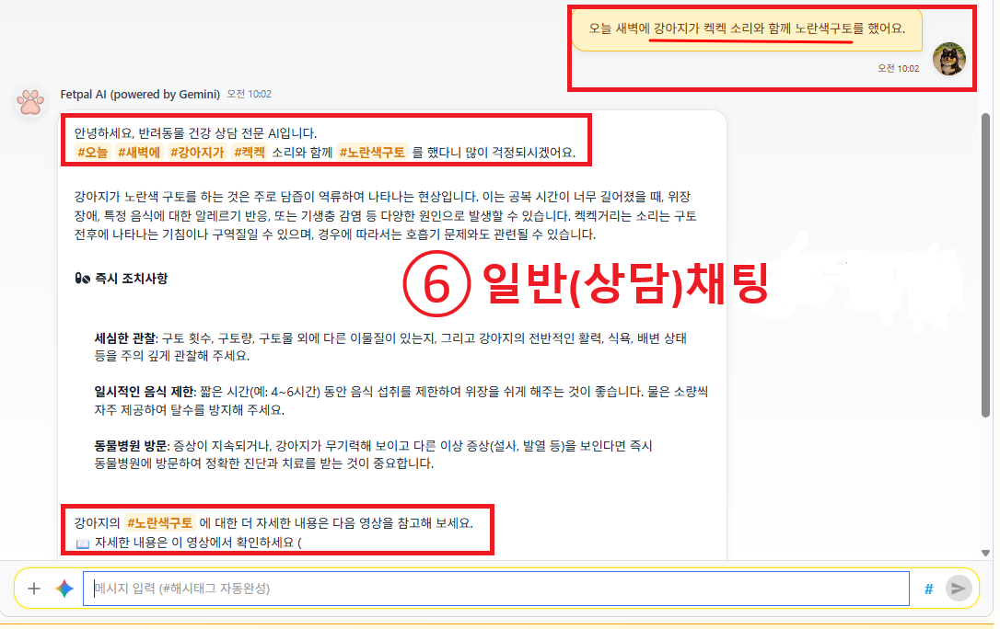 오늘 새벽에 강아지가 켁켁 소리와 함께 노란색구토를 했어요.
오전 10:02
Fetpal AI (powered by Gemini) 오전 10:02
안녕하세요, 반려동물 건강 상담 전문 AI입니다.
#오늘 #새벽에 #강아지가 #켁켁 소리와 함께 #노란색구토 를 했다니 많이 걱정되시겠어요.
강아지가 노란색 구토를 하는 것은 주로 담즙이 역류하여 나타나는 현상입니다. 이는 공복 시간이 너무 길어졌을 때, 위장
장애, 특정 음식에 대한 알레르기 반응, 또는 기생충 감염 등 다양한 원인으로 발생할 수 있습니다. 켁켁거리는 소리는 구토
전후에 나타나는 기침이나 구역질일 수 있으며, 경우에 따라서는 호흡기 문제와도 관련될 수 있습니다.
즉시 조치사항
⑥ 일반(상담)채팅
세심한 관찰: 구토 횟수, 구토량, 구토물 외에 다른 이물질이 있는지, 그리고 강아지의 전반적인 활력, 식욕, 배변 상태
등을 주의 깊게 관찰해 주세요.
일시적인 음식 제한: 짧은 시간(예: 4~6시간) 동안 음식 섭취를 제한하여 위장을 쉬게 해주는 것이 좋습니다. 물은 소량씩
자주 제공하여 탈수를 방지해 주세요.
동물병원 방문: 증상이 지속되거나, 강아지가 무기력해 보이고 다른 이상 증상(설사, 발열 등)을 보인다면 즉시
동물병원에 방문하여 정확한 진단과 치료를 받는 것이 중요합니다.
강아지의 #노란색구토 에 대한 더 자세한 내용은 다음 영상을 참고해 보세요.
📖 자세한 내용은 이 영상에서 확인하세요 (
메시지 입력 (#해시태그 자동완성)
#